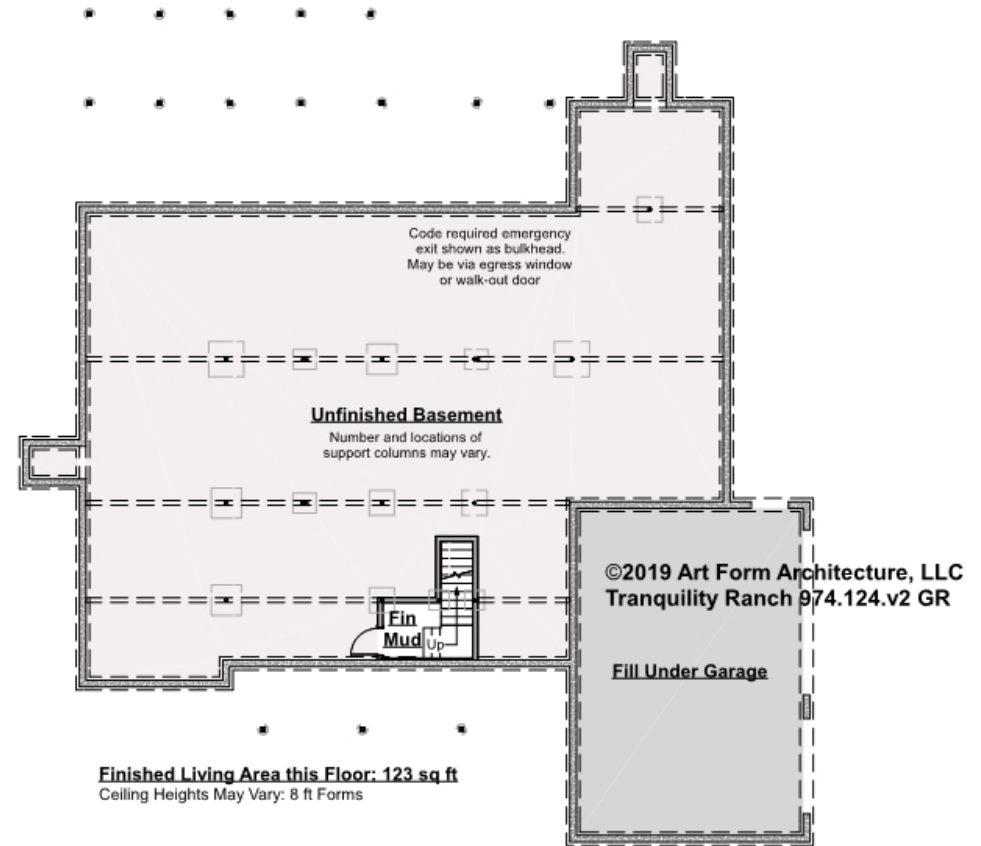 Code required emergency
exit shown as bulkhead.
May be via egress window
or walk-out door
Unfinished Basement
Number and locations of
support columns may vary.
©2019 Art Form Architecture, LLC
Tranquility Ranch 974.124.v2 GR
Fin
Mud
Up
Fill Under Garage
Finished Living Area this Floor: 123 sq ft
Ceiling Heights May Vary: 8 ft Forms